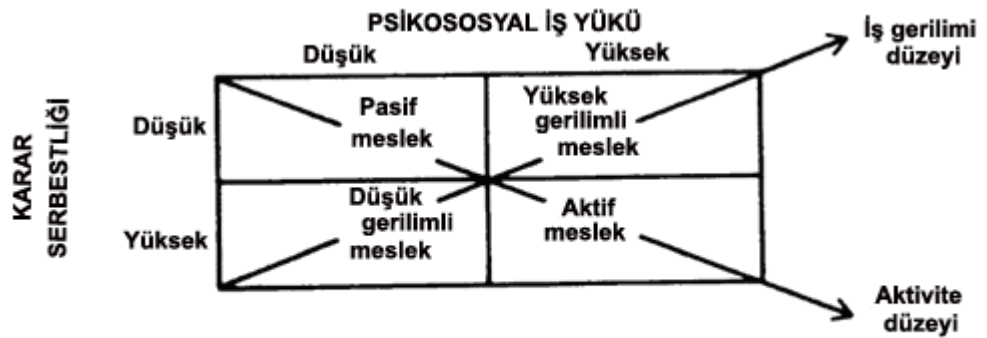 PSİKOSOSYAL İŞ YÜKÜ
Düşük
Yüksek
İş gerilimi
düzeyi
KARAR
SERBESTLİĞİ
Düşük
Pasif
meslek
Yüksek
gerilimli
meslek
Yüksek
Düşük
gerilimli
meslek
Aktif
meslek
Aktivite
düzeyi